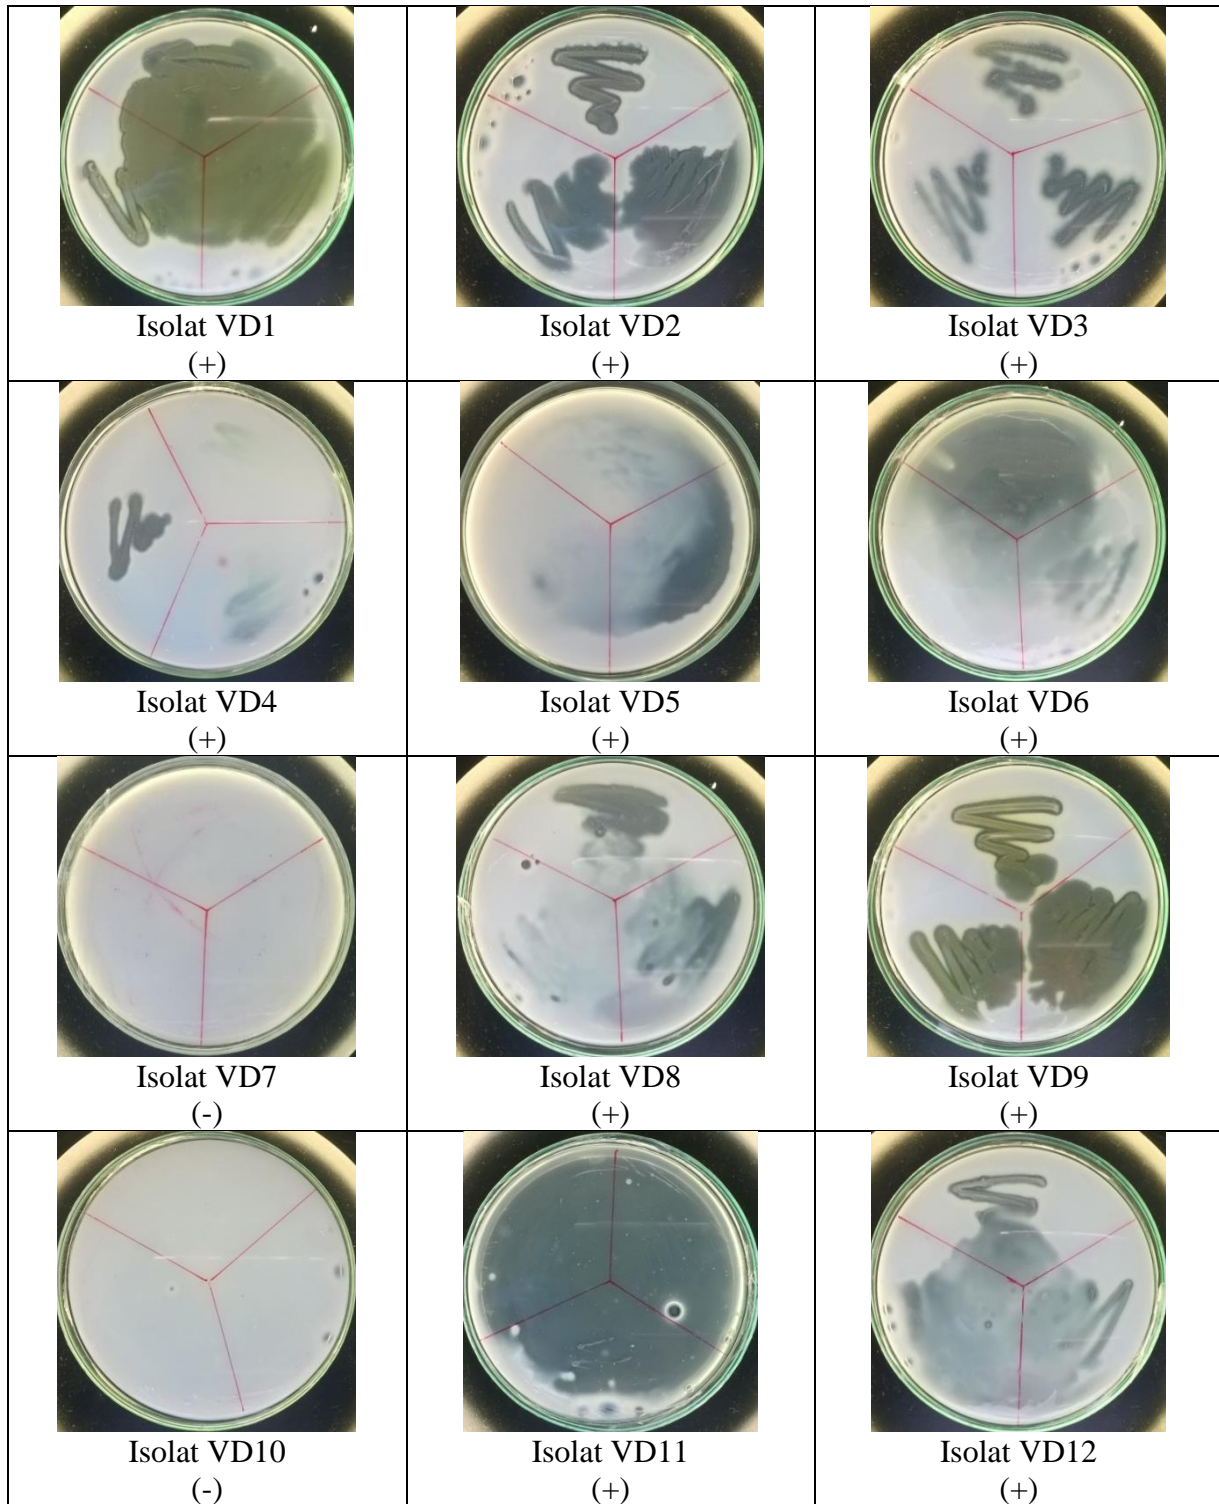 Isolat VD1
(+)
Isolat VD2
(+)
Isolat VD3
(+)
Isolat VD4
(+)
Isolat VD5
(+)
Isolat VD6
(+)
Isolat VD7
(-)
Isolat VD8
(+)
Isolat VD9
(+)
Isolat VD10
(-)
Isolat VD11
(+)
Isolat VD12
(+)